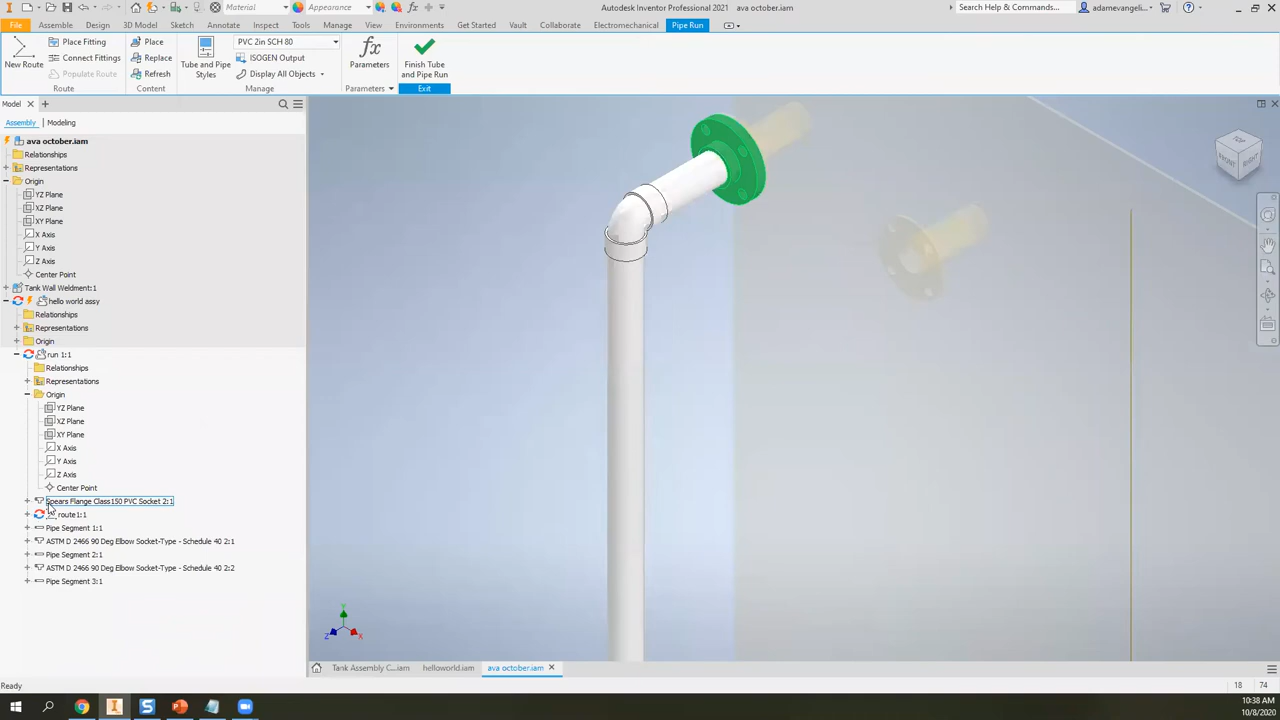 Material
Appearance
Autodesk Inventor Professional 2021
ava october.iam
Search Help & Commands...
adamevangeli...
File
Assemble
Design
3D Model
Sketch
Annotate
Inspect
Tools
Manage
View
Environments
Get Started
Vault
Collaborate
Electromechanical
Pipe Run
New Route
Place Fitting
Connect Fittings
Populate Route
Route
Place
Replace
Refresh
Content
Tube and Pipe Styles
PVC 2in SCH 80
ISOGEN Output
Display All Objects
Manage
fx
Parameters
Parameters
Finish Tube and Pipe Run
Exit
Model
Assembly
Modeling
ava october.iam
Relationships
Representations
Origin
YZ Plane
XZ Plane
XY Plane
X Axis
Y Axis
Z Axis
Center Point
Tank Wall Weldment:1
hello world assy
Relationships
Representations
Origin
run 1:1
Relationships
Representations
Origin
YZ Plane
XZ Plane
XY Plane
X Axis
Y Axis
Z Axis
Center Point
Spears Flange Class150 PVC Socket 2:1
route1:1
Pipe Segment 1:1
ASTM D 2466 90 Deg Elbow Socket-Type - Schedule 40 2:1
Pipe Segment 2:1
ASTM D 2466 90 Deg Elbow Socket-Type - Schedule 40 2:2
Pipe Segment 3:1
TOP
FRONT
RIGHT
Y
Z
X
Tank Assembly C...iam
helloworld.iam
ava october.iam
Ready
18
74
10:38 AM
10/8/2020